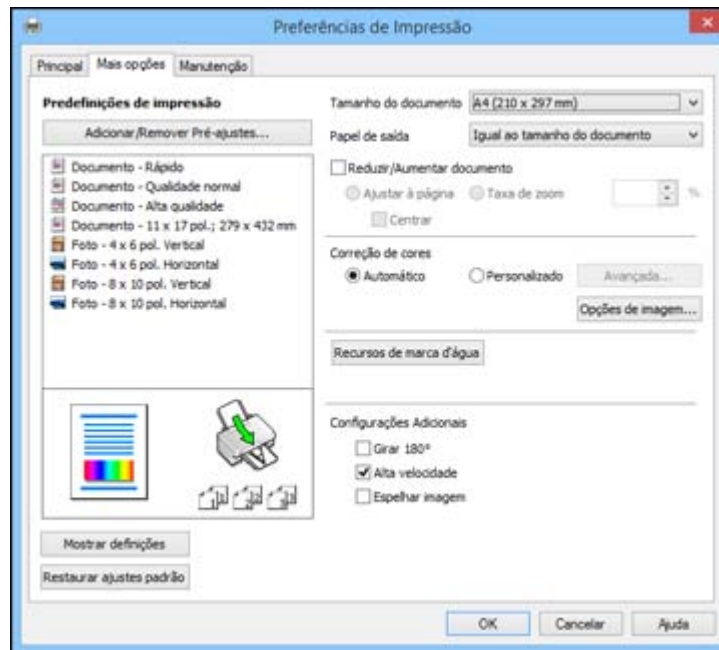 Preferências de Impressão
Principal
Mais opções
Manutenção
Predefinições de impressão
Adicionar/Remover Pré-ajustes...
Documento - Rápido
Documento - Qualidade normal
Documento - Alta qualidade
Documento - 11 x 17 pol.; 279 x 432 mm
Foto - 4 x 6 pol. Vertical
Foto - 4 x 6 pol. Horizontal
Foto - 8 x 10 pol. Vertical
Foto - 8 x 10 pol. Horizontal
Mostrar definições
Restaurar ajustes padrão
Tamanho do documento
A4 (210 x 297 mm)
Papel de saída
Igual ao tamanho do documento
Reduzir/Aumentar documento
Ajustar à página
Taxa de zoom
%
Centrar
Correção de cores
Automático
Personalizado
Avançada...
Opções de imagem...
Recursos de marca d'água
Configurações Adicionais
Girar 180°
Alta velocidade
Espelhar imagem
OK
Cancelar
Ajuda